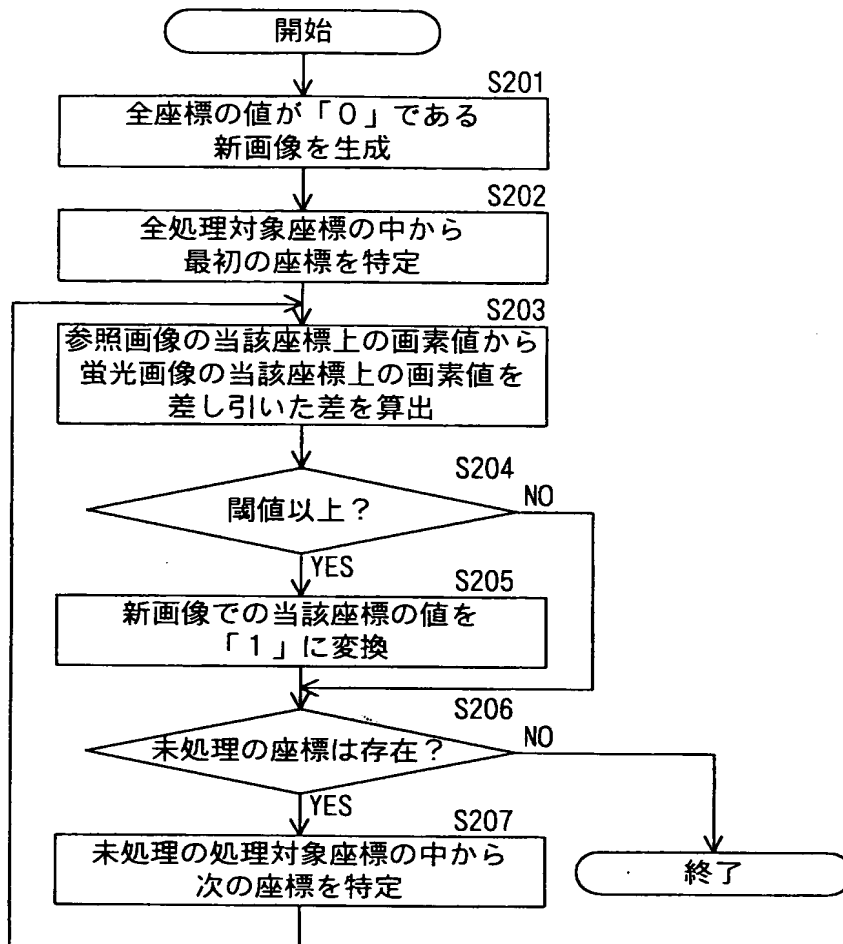 開始
S201
全座標の値が「0」である
新画像を生成
S202
全処理対象座標の中から
最初の座標を特定
S203
参照画像の当該座標上の画素値から
蛍光画像の当該座標上の画素値を
差し引いた差を算出
S204
閾値以上?
NO
YES
S205
新画像での当該座標の値を
「1」に変換
S206
未処理の座標は存在?
NO
YES
S207
未処理の処理対象座標の中から
次の座標を特定
終了